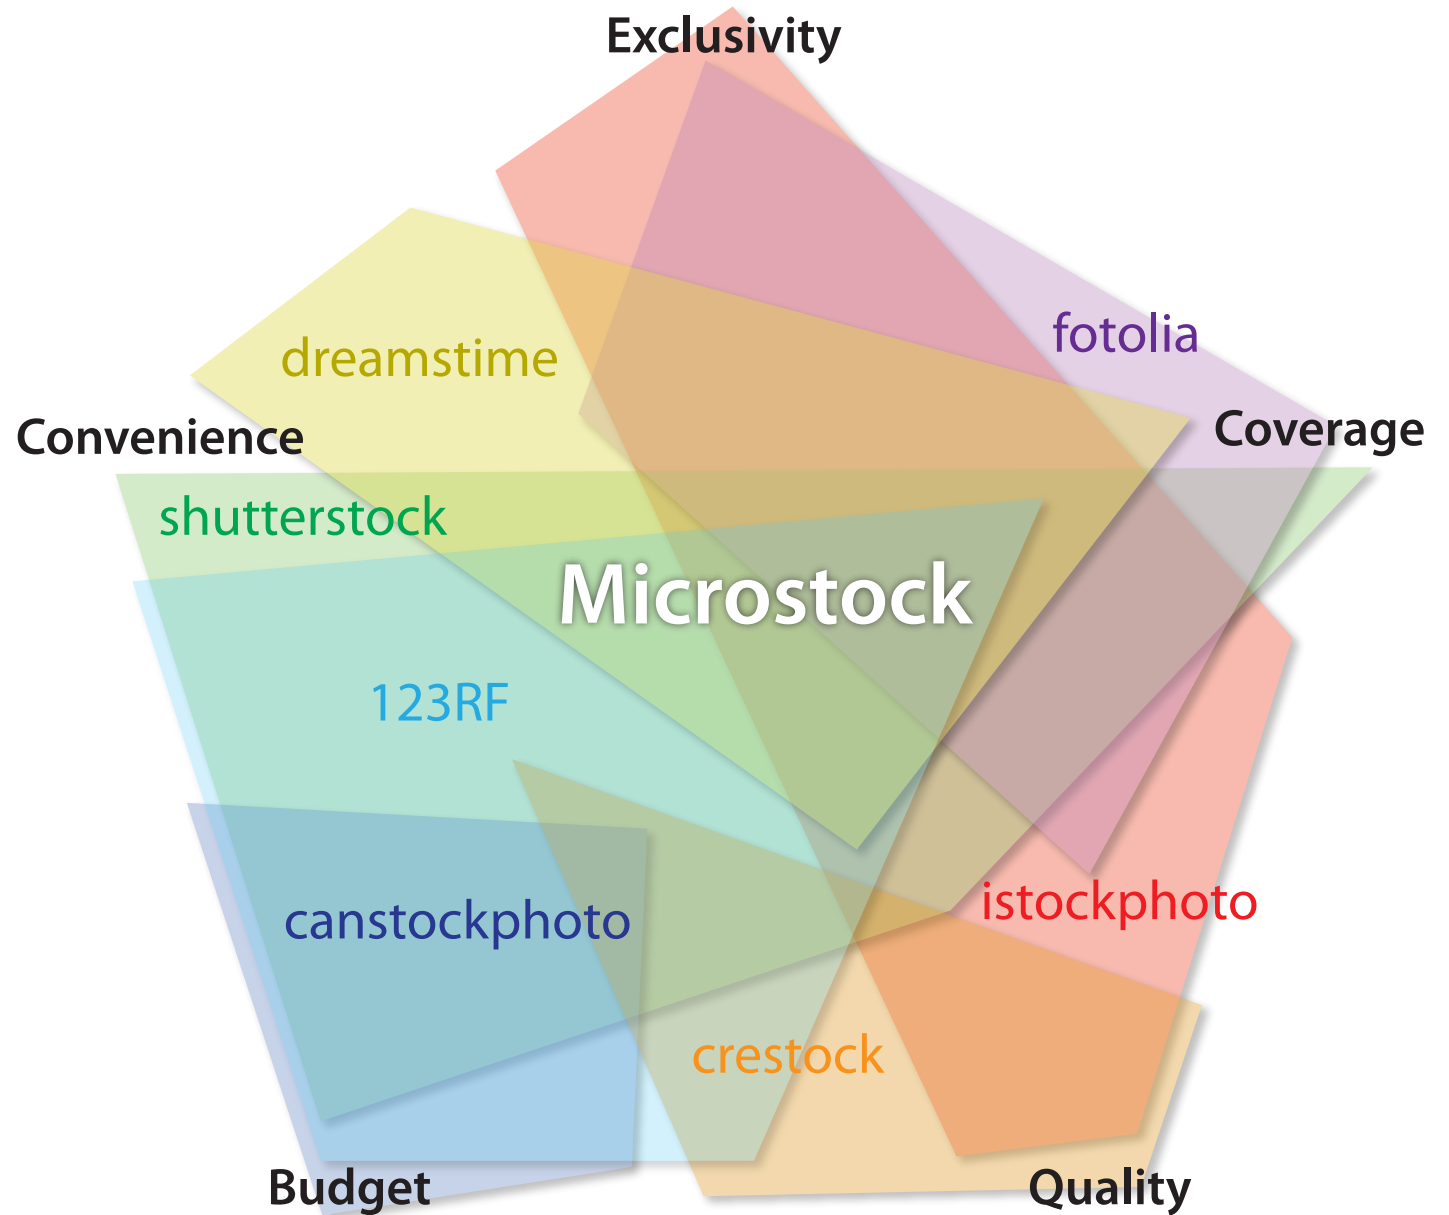 Exclusivity
fotolia
dreamstime
Coverage
Convenience
shutterstock
Microstock
123RF
istockphoto
canstockphoto
crestock
Budget
Quality